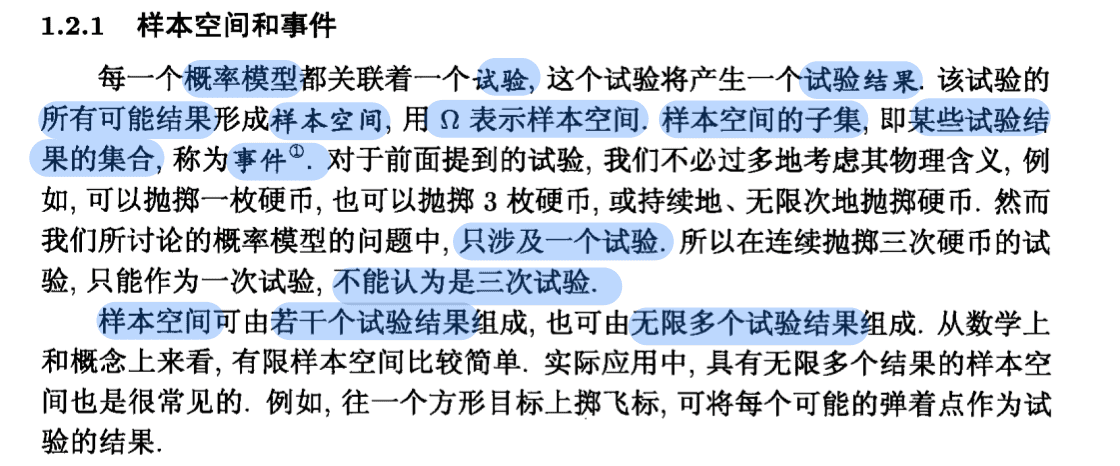 1.2.1 样本空间和事件
每一个概率模型都关联着一个试验, 这个试验将产生一个试验结果. 该试验的
所有可能结果形成样本空间, 用 Ω 表示样本空间. 样本空间的子集, 即某些试验结
果的集合, 称为事件①. 对于前面提到的试验, 我们不必过多地考虑其物理含义, 例
如, 可以抛掷一枚硬币, 也可以抛掷 3 枚硬币, 或持续地、无限次地抛掷硬币. 然而
我们所讨论的概率模型的问题中, 只涉及一个试验. 所以在连续抛掷三次硬币的试
验, 只能作为一次试验, 不能认为是三次试验.
样本空间可由若干个试验结果组成, 也可由无限多个试验结果组成. 从数学上
和概念上来看, 有限样本空间比较简单. 实际应用中, 具有无限多个结果的样本空
间也是很常见的. 例如, 往一个方形目标上掷飞标, 可将每个可能的弹着点作为试
验的结果.